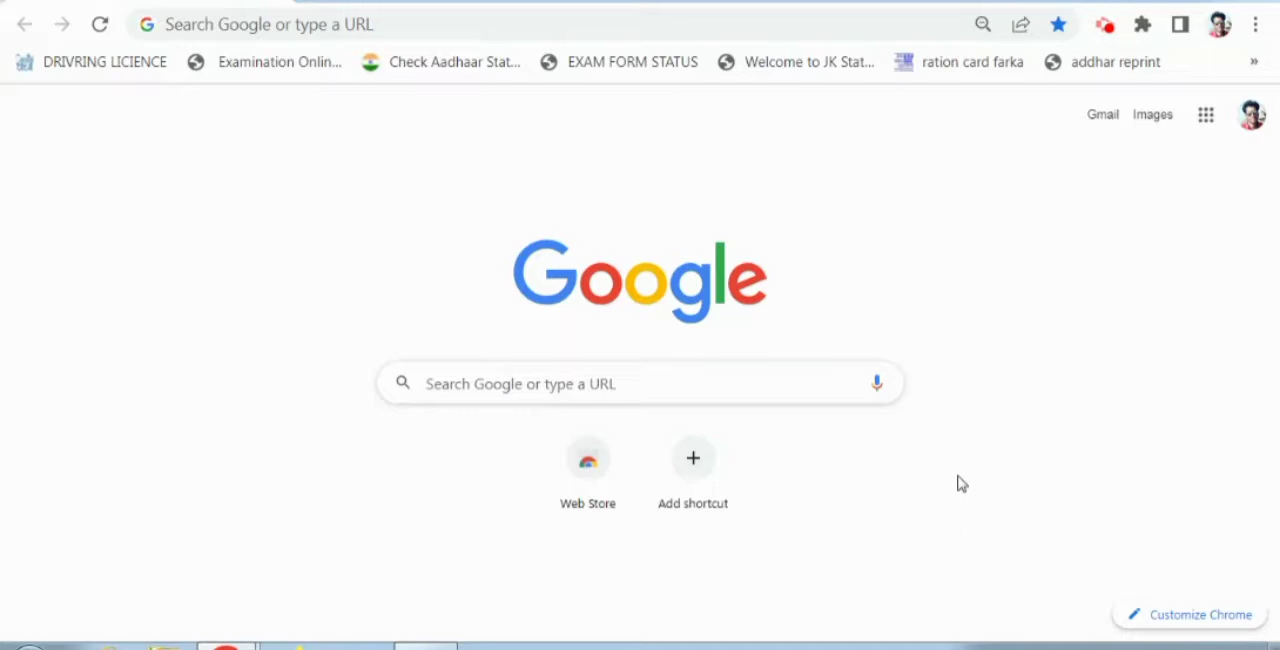 Search Google or type a URL
DRIVRING LICIENCE Examination Onlin... Check Aadhaar Stat... EXAM FORM STATUS Welcome to JK Stat... ration card farka addhar reprint »
Gmail Images
Google
Search Google or type a URL
Web Store Add shortcut
Customize Chrome